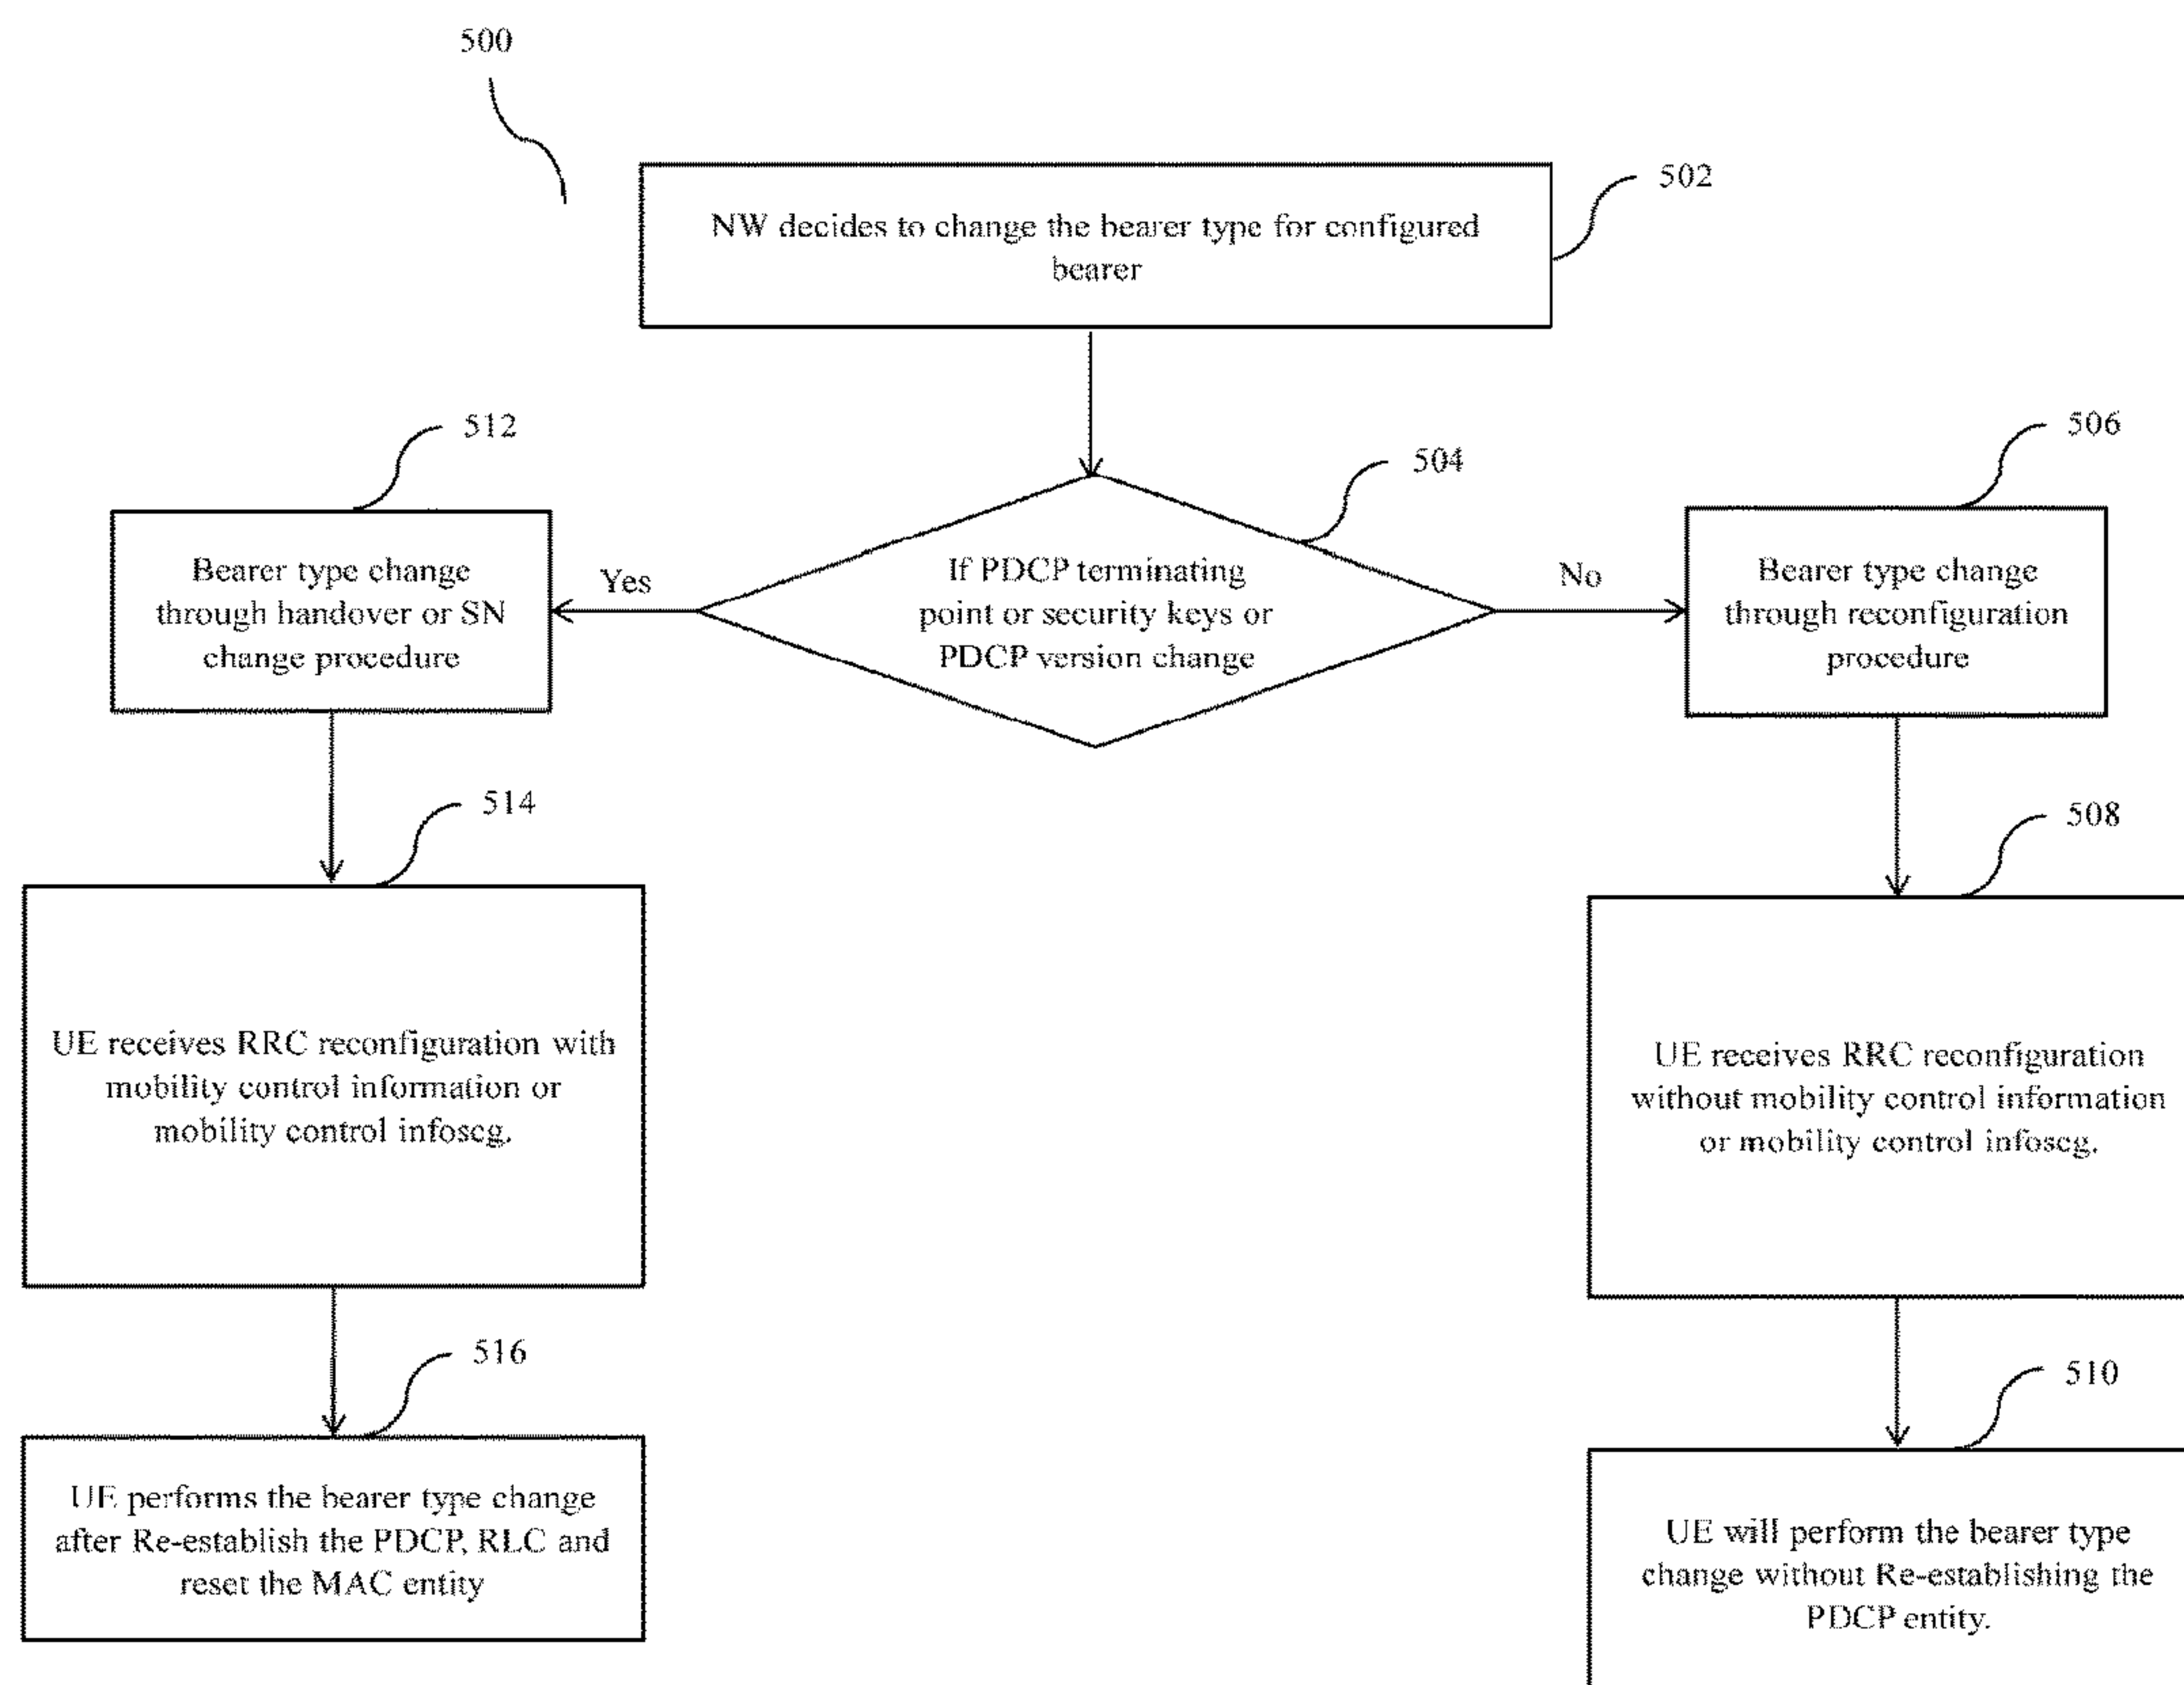 500
NW decides to change the bearer type for configured
bearer
502
504
If PDCP terminating
point or security keys or
PDCP version change
Yes
No
512
Bearer type change
through handover or SN
change procedure
506
Bearer type change
through reconfiguration
procedure
514
UE receives RRC reconfiguration with
mobility control information or
mobility control infoscg.
508
UE receives RRC reconfiguration
without mobility control information
or mobility control infoscg.
516
UE performs the bearer type change
after Re-establish the PDCP, RLC and
reset the MAC entity
510
UE will perform the bearer type
change without Re-establishing the
PDCP entity.